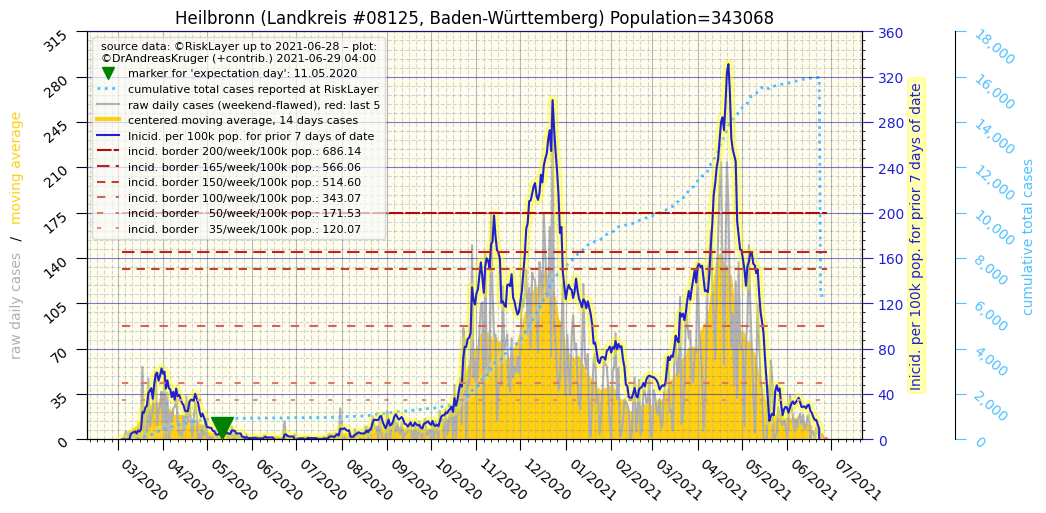 Heilbronn (Landkreis #08125, Baden-Württemberg) Population=343068
source data: ©RiskLayer up to 2021-06-28 – plot:
©DrAndreasKruger (+contrib.) 2021-06-29 04:00
marker for 'expectation day': 11.05.2020
cumulative total cases reported at RiskLayer
raw daily cases (weekend-flawed), red: last 5
centered moving average, 14 days cases
Inicid. per 100k pop. for prior 7 days of date
incid. border 200/week/100k pop.: 686.14
incid. border 165/week/100k pop.: 566.06
incid. border 150/week/100k pop.: 514.60
incid. border 100/week/100k pop.: 343.07
incid. border   50/week/100k pop.: 171.53
incid. border   35/week/100k pop.: 120.07
raw daily cases / moving average
315
280
245
210
175
140
105
70
35
0
03/2020
04/2020
05/2020
06/2020
07/2020
08/2020
09/2020
10/2020
11/2020
12/2020
01/2021
02/2021
03/2021
04/2021
05/2021
06/2021
07/2021
360
320
280
240
200
160
120
80
40
0
Inicid. per 100k pop. for prior 7 days of date
18,000
16,000
14,000
12,000
10,000
8,000
6,000
4,000
2,000
0
cumulative total cases